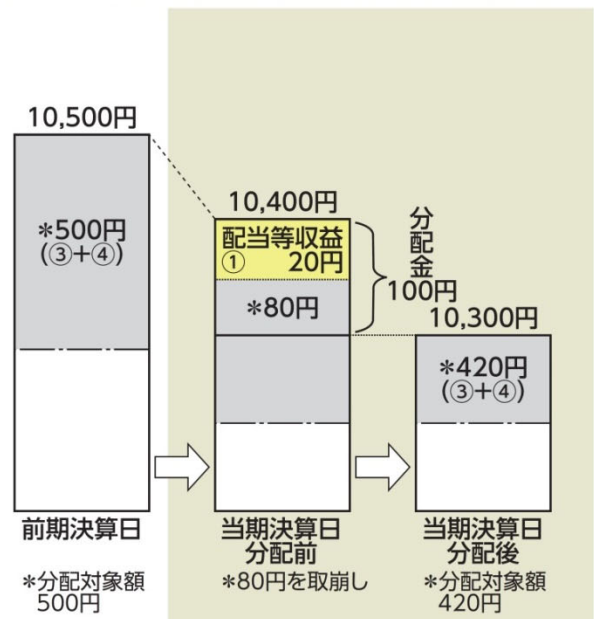 10,500円
*500円
(③+④)
10,400円
配当等収益
① 20円
*80円
分配金
100円
10,300円
*420円
(③+④)
前期決算日
*分配対象額
500円
当期決算日
分配前
*80円を取崩し
当期決算日
分配後
*分配対象額
420円